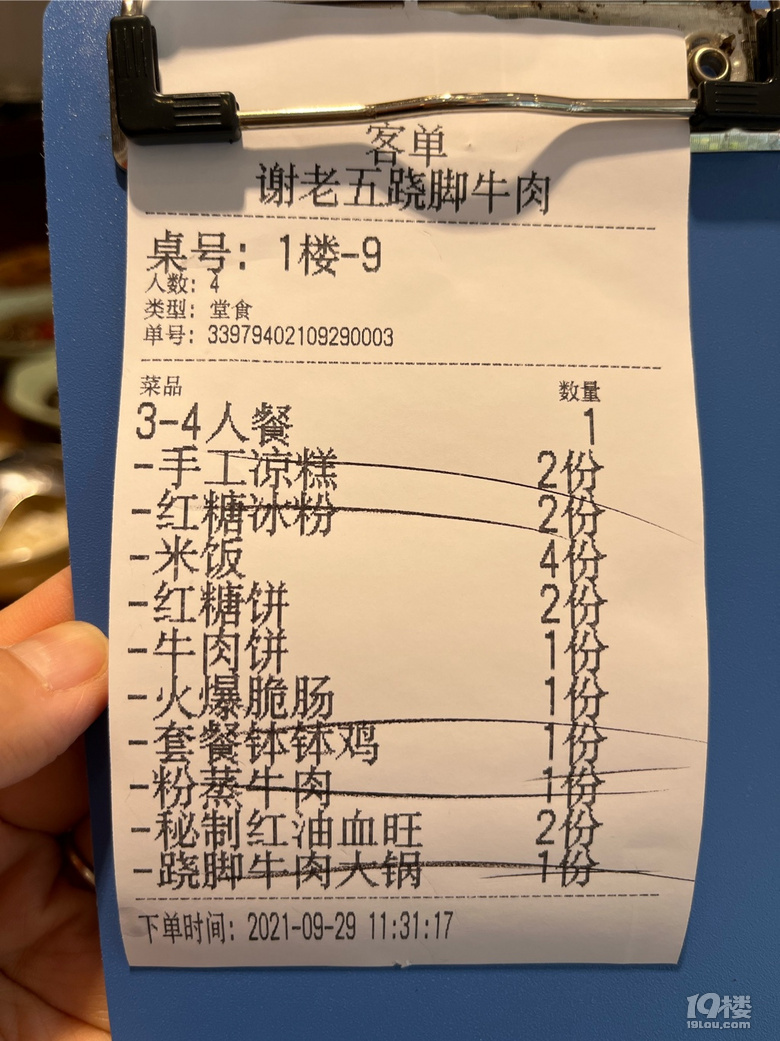 客单
谢老五跷脚牛肉
桌号: 1楼-9
人数: 4
类型: 堂食
单号: 33979402109290003
菜品 数量
3-4人餐 1
-手工凉糕 2份
-红糖冰粉 2份
-米饭 4份
-红糖饼 2份
-牛肉饼 1份
-火爆脆肠 1份
-套餐钵钵鸡 1份
-粉蒸牛肉 1份
-秘制红油血旺 2份
-跷脚牛肉大锅 1份
下单时间: 2021-09-29 11:31:17
19楼
19lou.com